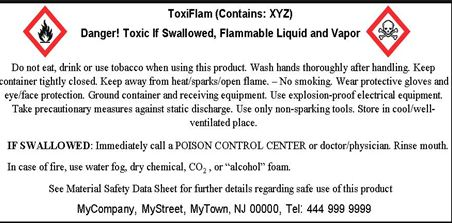 ToxiFlam (Contains: XYZ)
Danger! Toxic If Swallowed, Flammable Liquid and Vapor
Do not eat, drink or use tobacco when using this product. Wash hands thoroughly after handling. Keep
container tightly closed. Keep away from heat/sparks/open flame. – No smoking. Wear protective gloves and
eye/face protection. Ground container and receiving equipment. Use explosion-proof electrical equipment.
Take precautionary measures against static discharge. Use only non-sparking tools. Store in cool/well-
ventilated place.
IF SWALLOWED: Immediately call a POISON CONTROL CENTER or doctor/physician. Rinse mouth.
In case of fire, use water fog, dry chemical, CO₂ , or “alcohol” foam.
See Material Safety Data Sheet for further details regarding safe use of this product
MyCompany, MyStreet, MyTown, NJ 00000, Tel: 444 999 9999